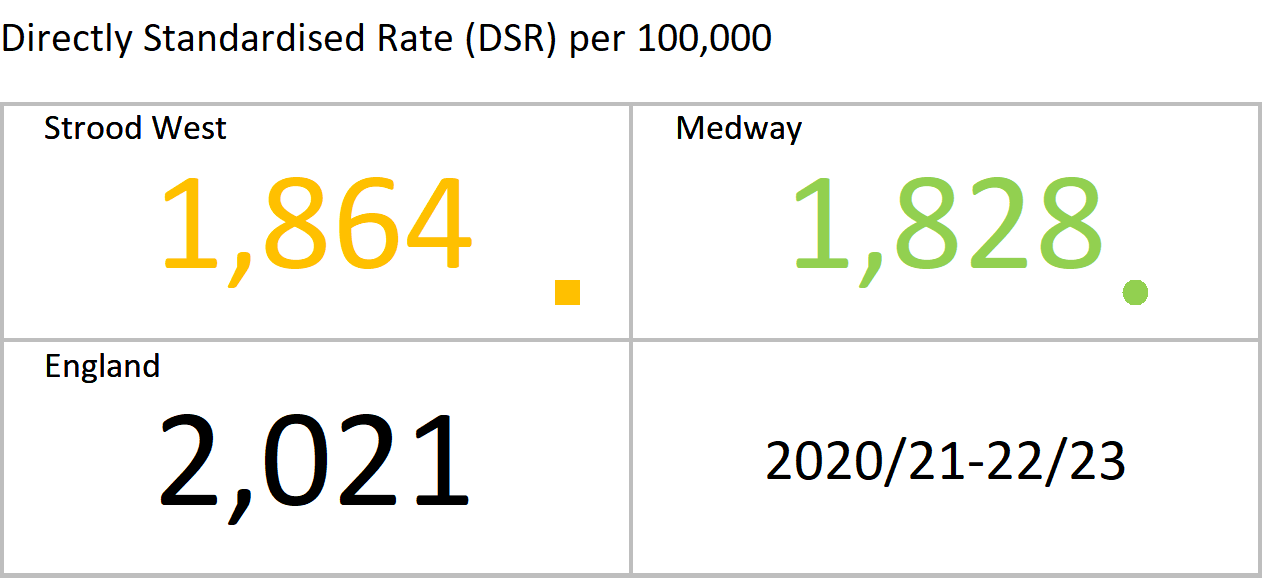 Directly Standardised Rate (DSR) per 100,000
Strood West
1,864
Medway
1,828
England
2,021
2020/21-22/23